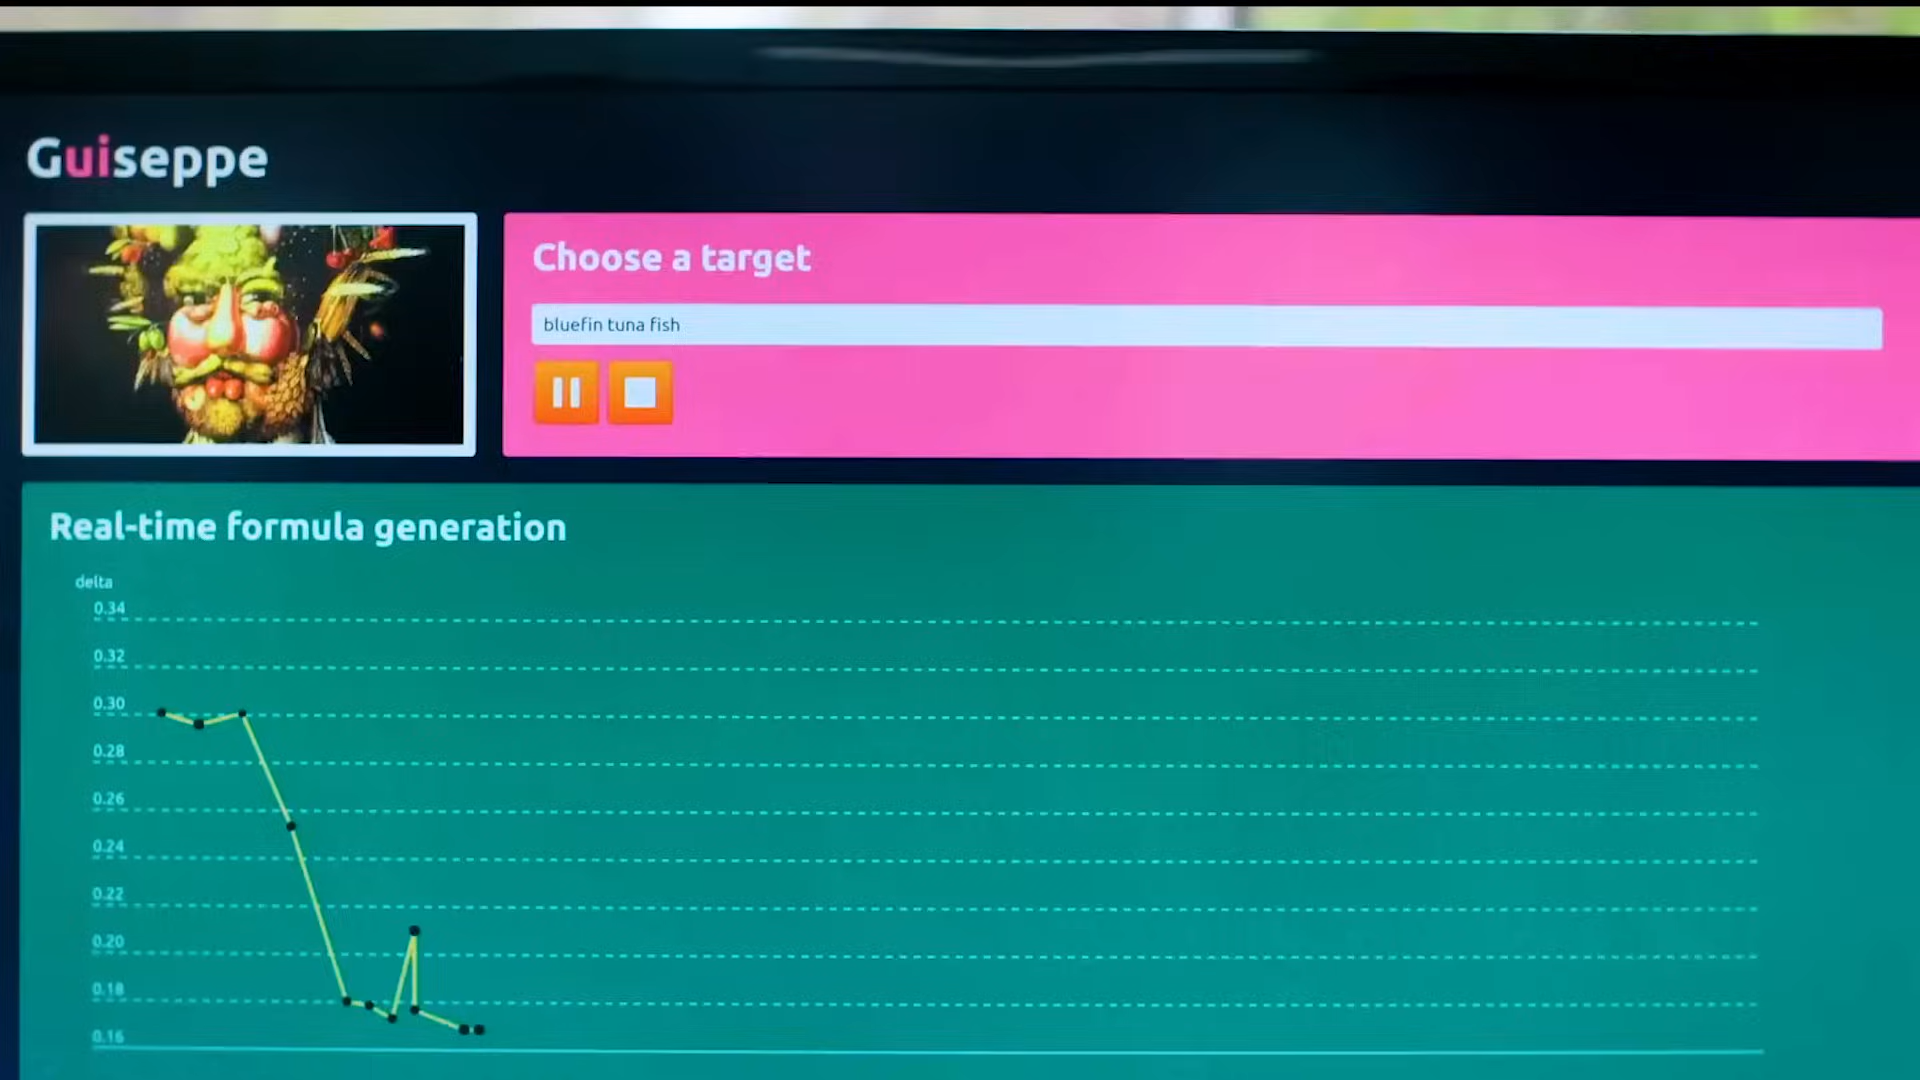 Guiseppe
Choose a target
bluefin tuna fish
Real-time formula generation
delta
0.34
0.32
0.30
0.28
0.26
0.24
0.22
0.20
0.18
0.16